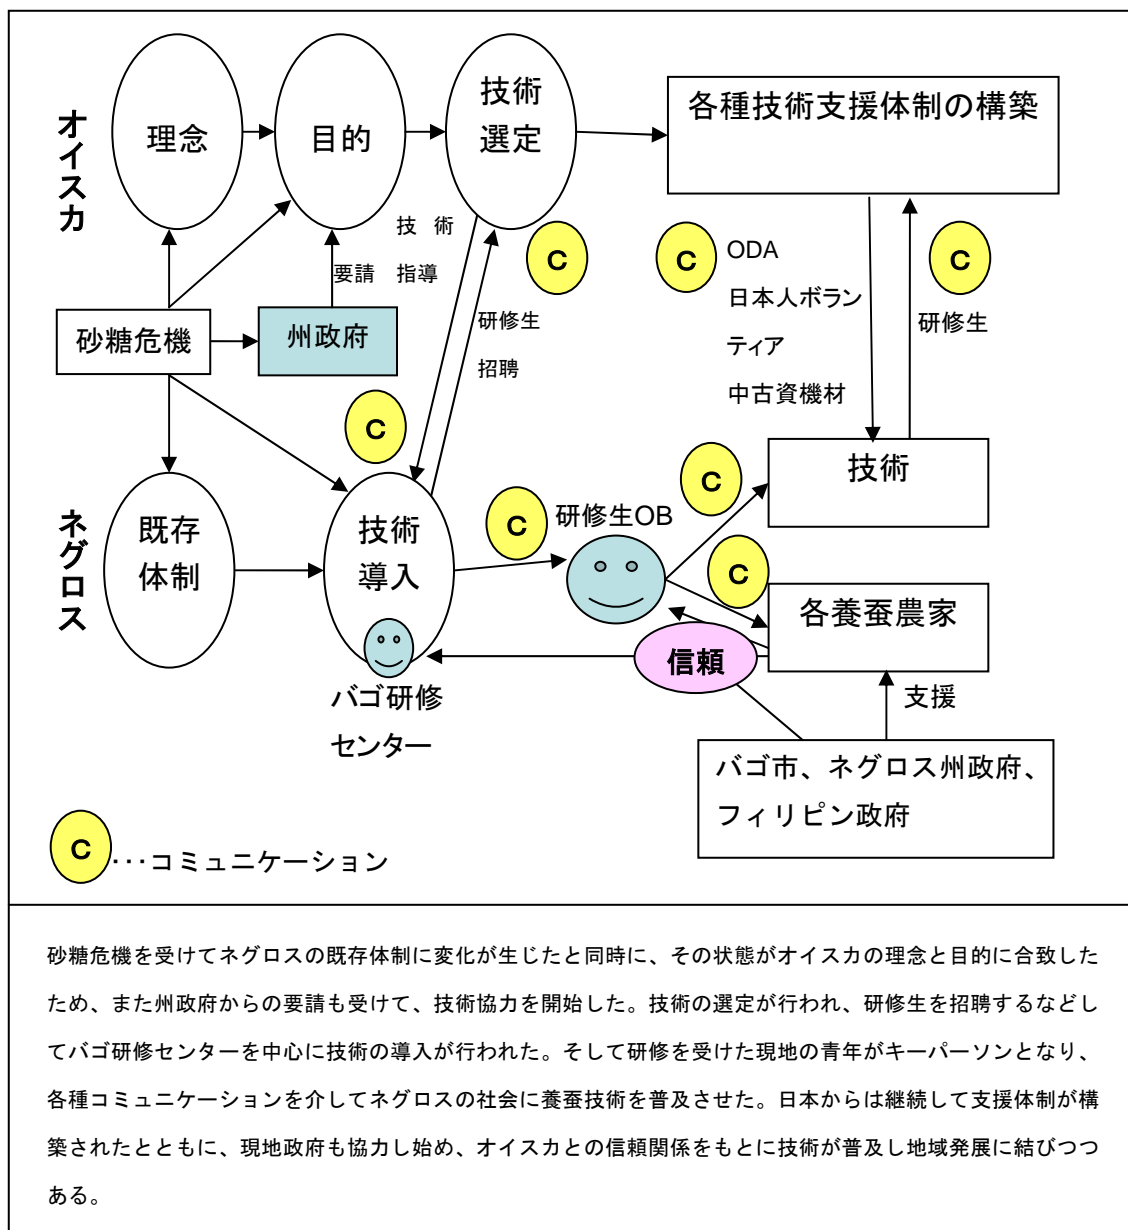 オイスカ
理念
目的
技術
選定
各種技術支援体制の構築
技 術
要請 指導
C
C
ODA
日本人ボラン
ティア
中古資機材
C
研修生
砂糖危機
州政府
研修生
招聘
C
ネグロス
既存
体制
技術
導入
C
研修生OB
C
技術
C
各養蚕農家
信頼
バゴ研修
センター
支援
バゴ市、ネグロス州政府、
フィリピン政府
C
・・・コミュニケーション
砂糖危機を受けてネグロスの既存体制に変化が生じたと同時に、その状態がオイスカの理念と目的に合致した
ため、また州政府からの要請も受けて、技術協力を開始した。技術の選定が行われ、研修生を招聘するなどし
てバゴ研修センターを中心に技術の導入が行われた。そして研修を受けた現地の青年がキーパーソンとなり、
各種コミュニケーションを介してネグロスの社会に養蚕技術を普及させた。日本からは継続して支援体制が構
築されたとともに、現地政府も協力し始め、オイスカとの信頼関係をもとに技術が普及し地域発展に結びつつ
ある。